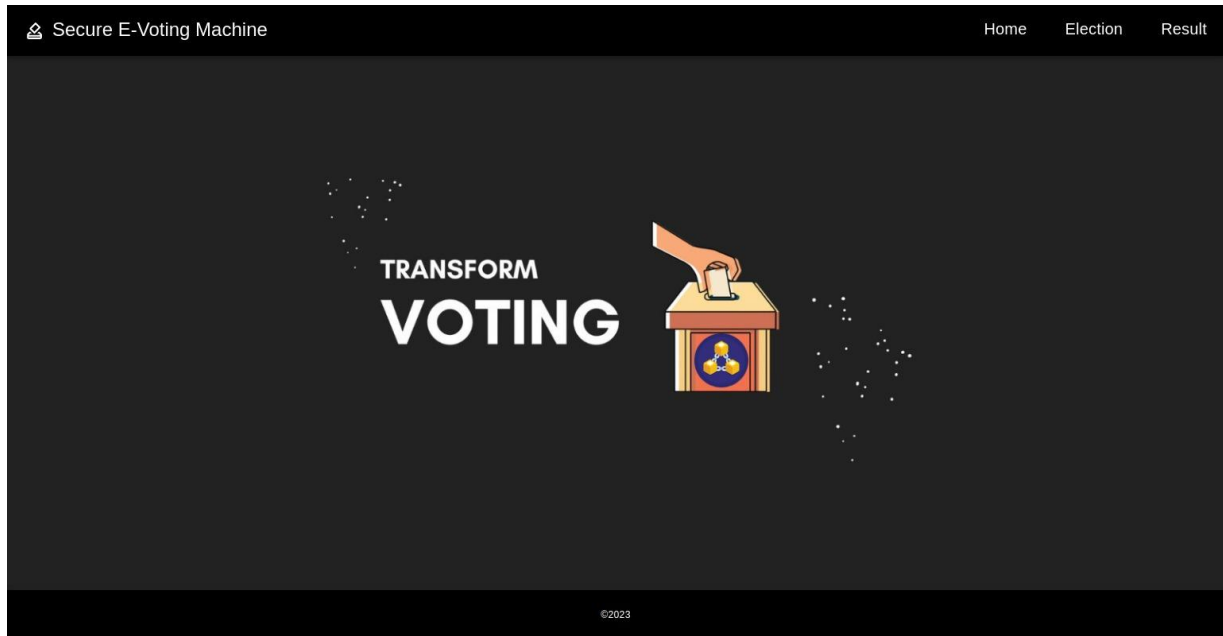 Secure E-Voting Machine
Home Election Result
TRANSFORM
VOTING
©2023